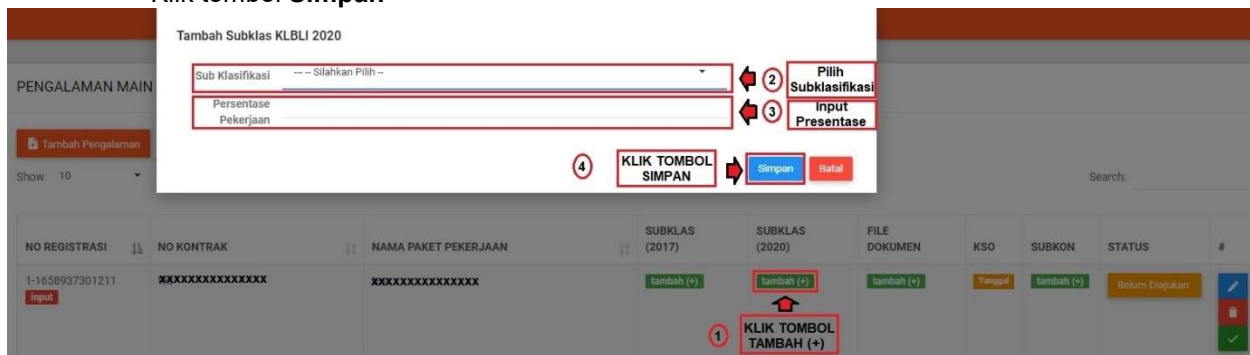 Klik tombol Simpan
Tambah Subklas KLBLI 2020
Sub Klasifikasi
--- -- Silahkan Pilih --
2
Pilih
Subklasifikasi
Persentase
Pekerjaan
3
Input
Presentase
4
KLIK TOMBOL
SIMPAN
Simpan
Batal
PENGALAMAN MAIN
Tambah Pengalaman
Show 10
Search:
NO REGISTRASI
NO KONTRAK
NAMA PAKET PEKERJAAN
SUBKLAS
(2017)
SUBKLAS
(2020)
FILE
DOKUMEN
KSO
SUBKON
STATUS
#
1-1658937301211
input
XXXXXXXXXXXXXXX
XXXXXXXXXXXXXXX
tambah (+)
tambah (+)
tambah (+)
Tunggal
tambah (+)
Belum Diajukan
1
KLIK TOMBOL
TAMBAH (+)